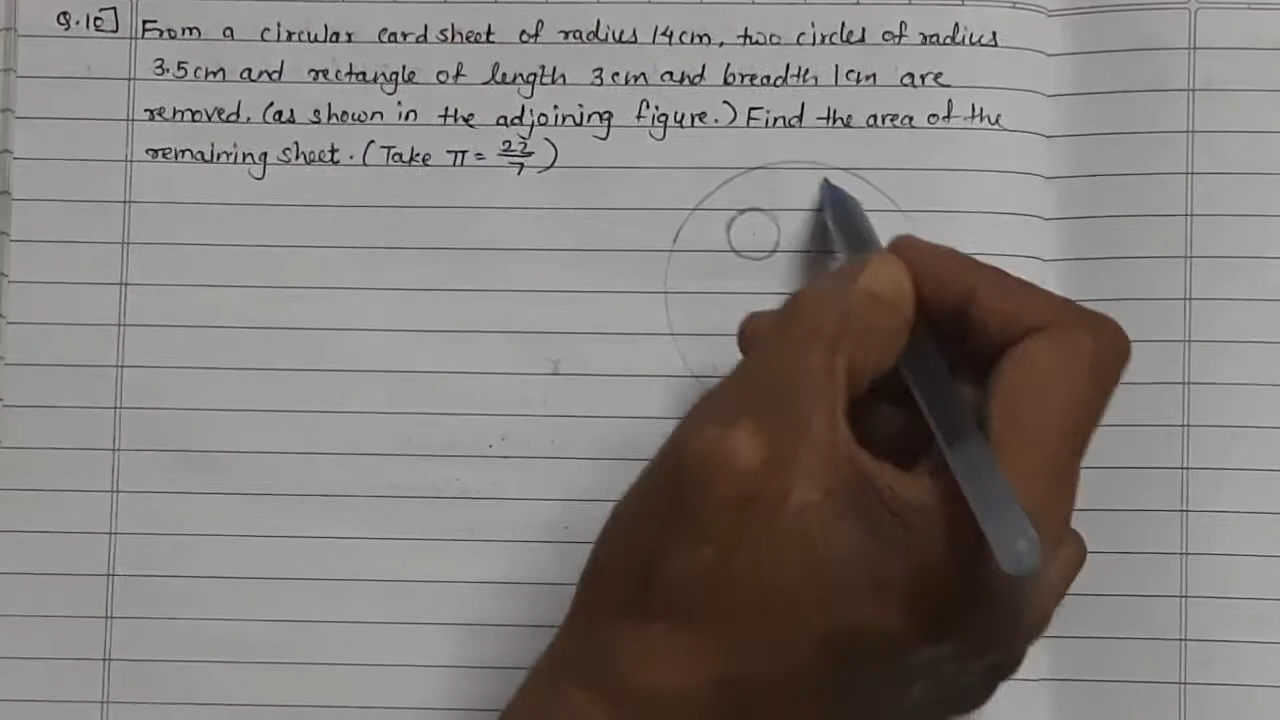 Q.10] From a circular card sheet of radius 14cm, two circles of radius
3.5cm and rectangle of length 3cm and breadth 1cm are
removed. (as shown in the adjoining figure.) Find the area of the
remaining sheet. (Take π = 22/7)